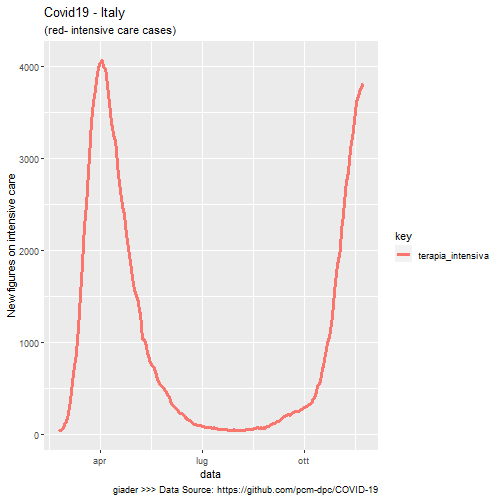 Covid19 - Italy
(red- intensive care cases)
New figures on intensive care
4000
3000
2000
1000
0
apr
lug
ott
data
key
terapia_intensiva
giader >>> Data Source: https://github.com/pcm-dpc/COVID-19